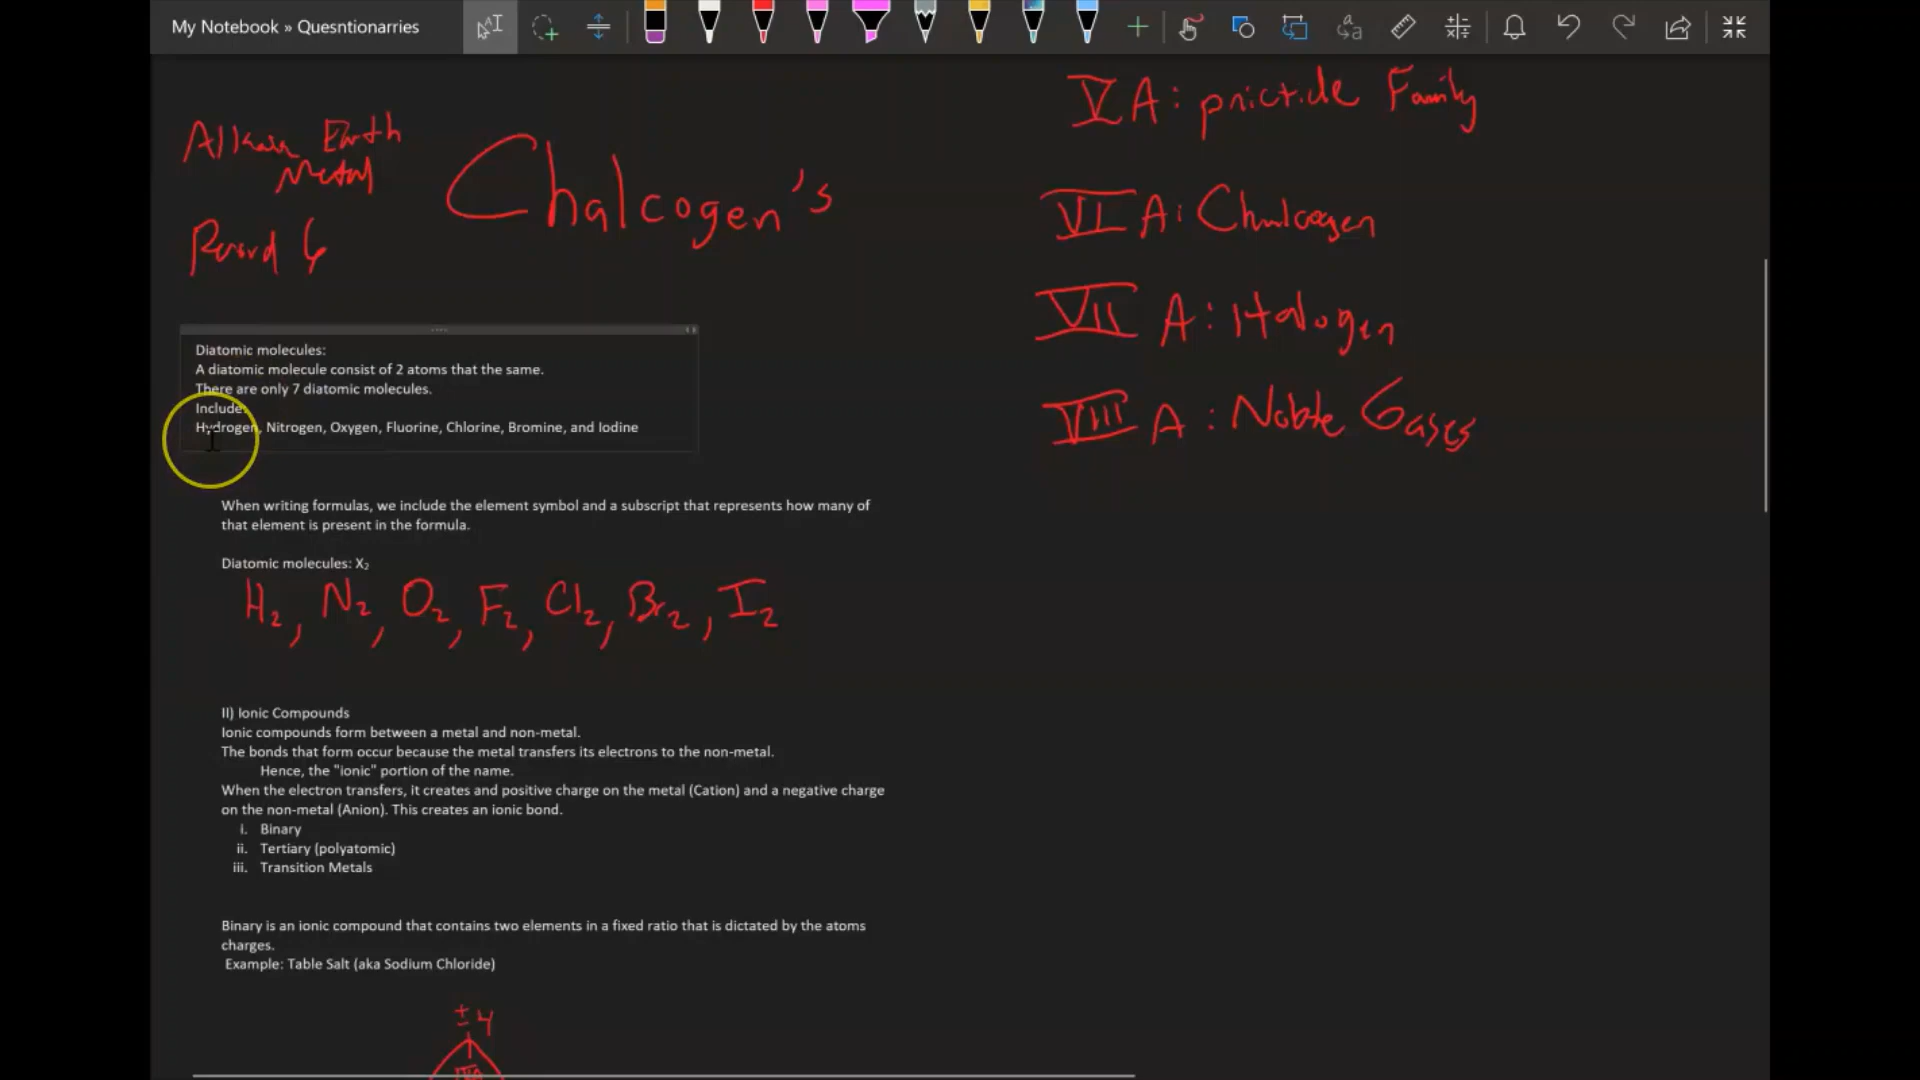 My Notebook » Quesntionarries
VA: prictide Family
Alkaln Earth
Metal
Chalcogen's
VI A: Chalcogen
Period 6
VII A: Halogen
VIII A: Noble Gases
Diatomic molecules:
A diatomic molecule consist of 2 atoms that the same.
There are only 7 diatomic molecules.
Include:
Hydrogen, Nitrogen, Oxygen, Fluorine, Chlorine, Bromine, and Iodine
When writing formulas, we include the element symbol and a subscript that represents how many of
that element is present in the formula.
Diatomic molecules: X₂
H₂, N₂, O₂, F₂, Cl₂, Br₂, I₂
II) Ionic Compounds
Ionic compounds form between a metal and non-metal.
The bonds that form occur because the metal transfers its electrons to the non-metal.
Hence, the "ionic" portion of the name.
When the electron transfers, it creates and positive charge on the metal (Cation) and a negative charge
on the non-metal (Anion). This creates an ionic bond.
i. Binary
ii. Tertiary (polyatomic)
iii. Transition Metals
Binary is an ionic compound that contains two elements in a fixed ratio that is dictated by the atoms
charges.
Example: Table Salt (aka Sodium Chloride)
±4